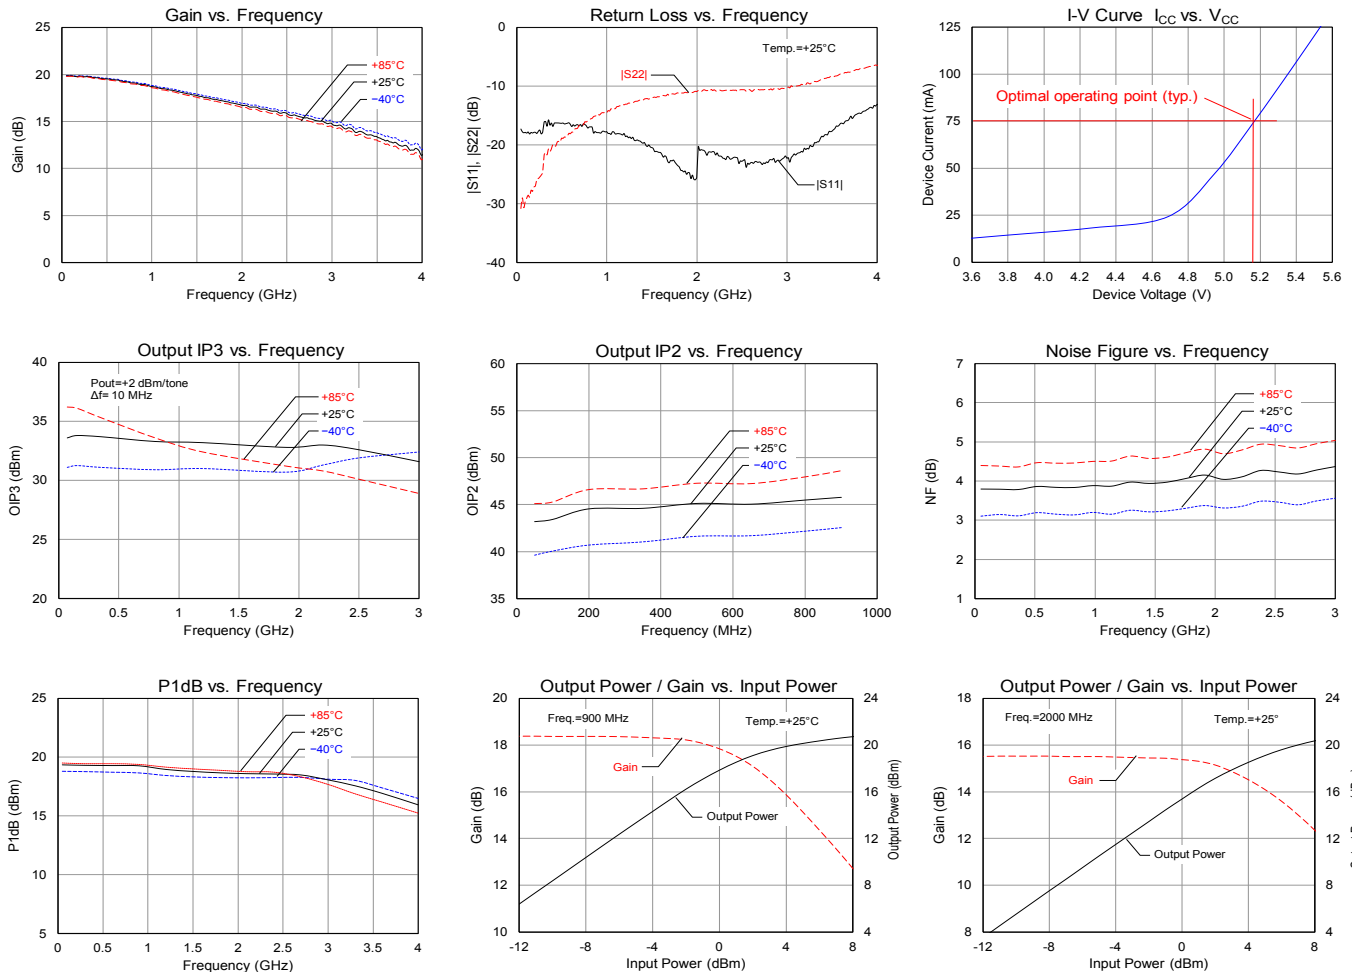 Gain vs. Frequency
25
20
15
10
5
0
Gain (dB)
+85°C
+25°C
−40°C
0 1 2 3 4
Frequency (GHz)
Return Loss vs. Frequency
0
-10
-20
-30
-40
|S11|, |S22| (dB)
Temp.=+25°C
|S22|
|S11|
0 1 2 3 4
Frequency (GHz)
I-V Curve ICC vs. VCC
125
100
75
50
25
0
Device Current (mA)
Optimal operating point (typ.)
3.6 3.8 4.0 4.2 4.4 4.6 4.8 5.0 5.2 5.4 5.6
Device Voltage (V)
Output IP3 vs. Frequency
40
35
30
25
20
OIP3 (dBm)
Pout=+2 dBm/tone
Δf= 10 MHz
+85°C
+25°C
−40°C
0 0.5 1 1.5 2 2.5 3
Frequency (GHz)
Output IP2 vs. Frequency
60
55
50
45
40
35
OIP2 (dBm)
+85°C
+25°C
−40°C
0 200 400 600 800 1000
Frequency (MHz)
Noise Figure vs. Frequency
7
6
5
4
3
2
1
NF (dB)
+85°C
+25°C
−40°C
0 0.5 1 1.5 2 2.5 3
Frequency (GHz)
P1dB vs. Frequency
25
20
15
10
5
P1dB (dBm)
+85°C
+25°C
−40°C
0 0.5 1 1.5 2 2.5 3 3.5 4
Frequency (GHz)
Output Power / Gain vs. Input Power
20
18
16
14
12
10
Gain (dB)
Freq.=900 MHz
Temp.=+25°C
Gain
Output Power
24
20
16
12
8
4
Output Power (dBm)
-12 -8 -4 0 4 8
Input Power (dBm)
Output Power / Gain vs. Input Power
18
16
14
12
10
8
Gain (dB)
Freq.=2000 MHz
Temp.=+25°
Gain
Output Power
24
20
16
12
8
4
-12 -8 -4 0 4 8
Input Power (dBm)